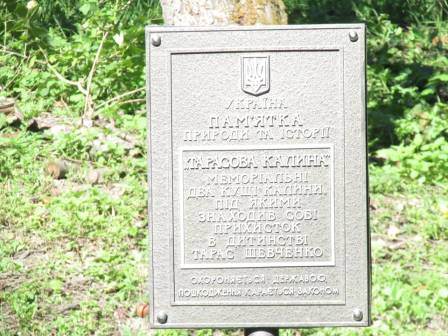 УКРАЇНА
ПАМ'ЯТКА
ПРИРОДИ ТА ІСТОРІЇ
„ТАРАСОВА КАЛИНА"
МЕМОРІАЛЬНІ
ДВА КУЩІ КАЛИНИ,
ПІД ЯКИМИ
ЗНАХОДИВ СОБІ
ПРИХИСТОК
В ДИТИНСТВІ
ТАРАС ШЕВЧЕНКО
ОХОРОНЯЄТЬСЯ ДЕРЖАВОЮ,
ПОШКОДЖЕННЯ КАРАЄТЬСЯ ЗАКОНОМ